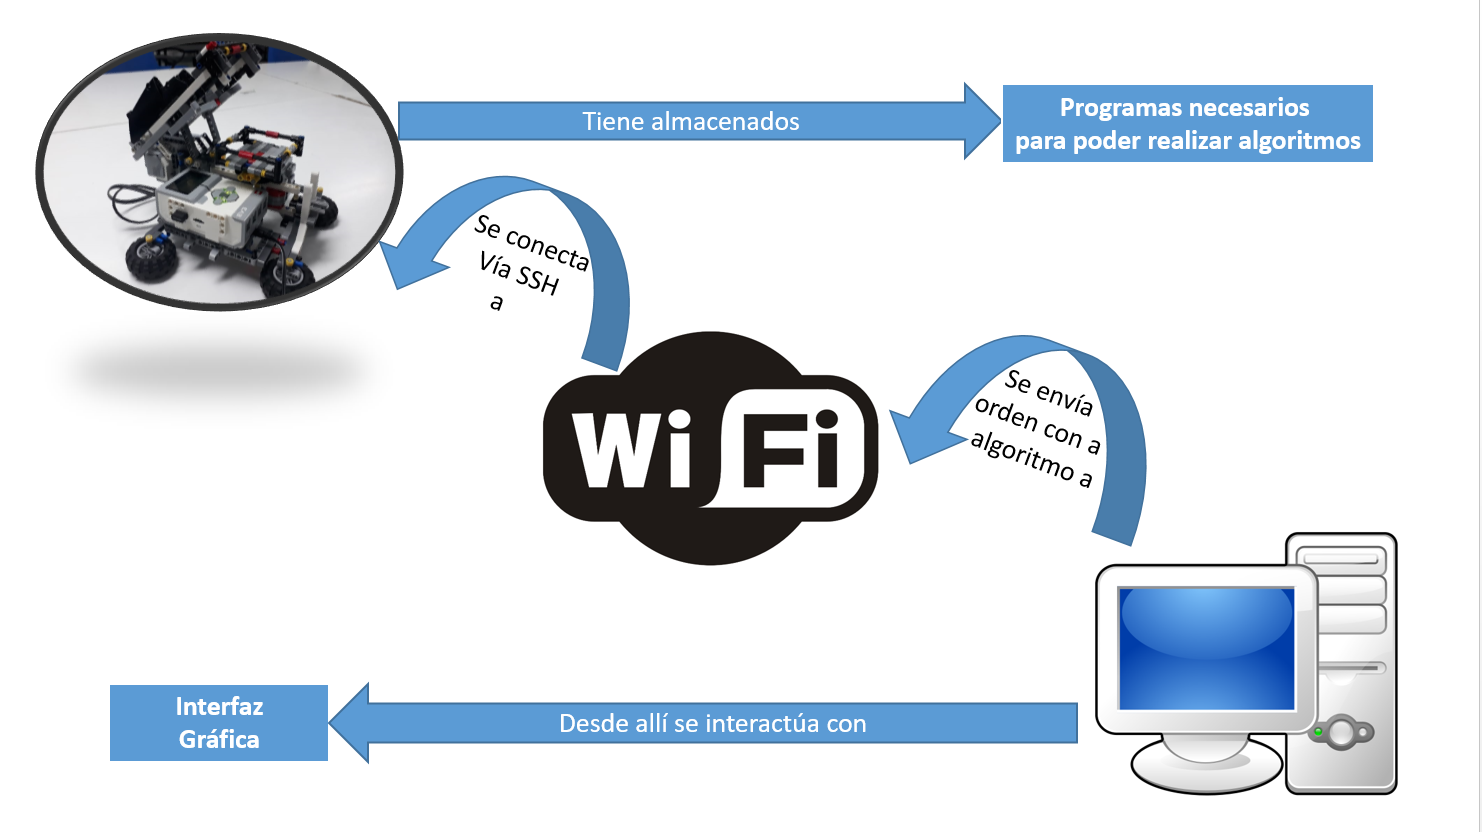 Tiene almacenados
Programas necesarios
para poder realizar algoritmos
Se conecta
Vía SSH
a
Wi Fi
Se envía
orden con a
algoritmo a
Interfaz
Gráfica
Desde allí se interactúa con